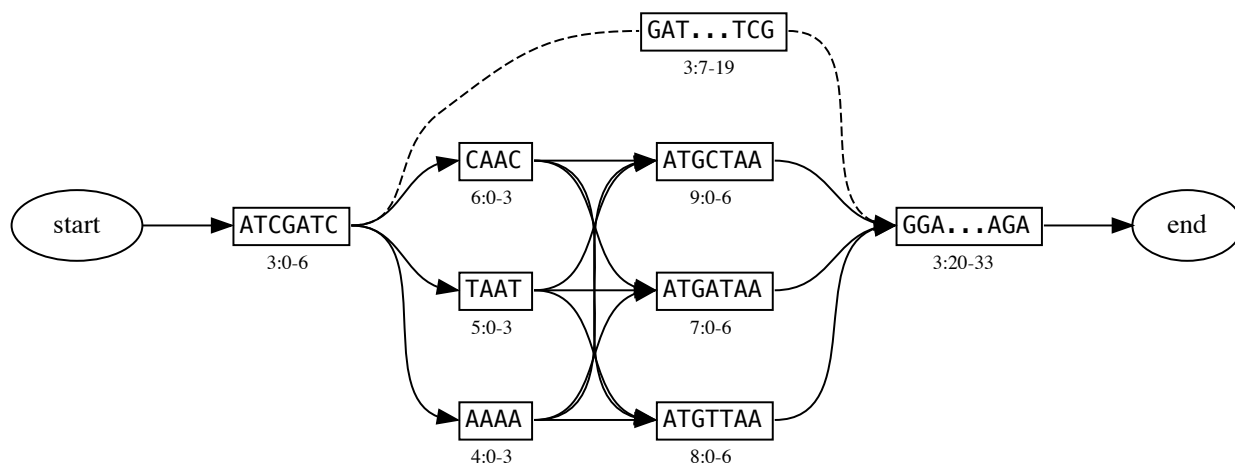 GAT...TCG
3:7-19
CAAC
6:0-3
ATGCTAA
9:0-6
start
ATCGATC
3:0-6
GGA...AGA
3:20-33
end
TAAT
5:0-3
ATGATAA
7:0-6
AAAA
4:0-3
ATGTTAA
8:0-6